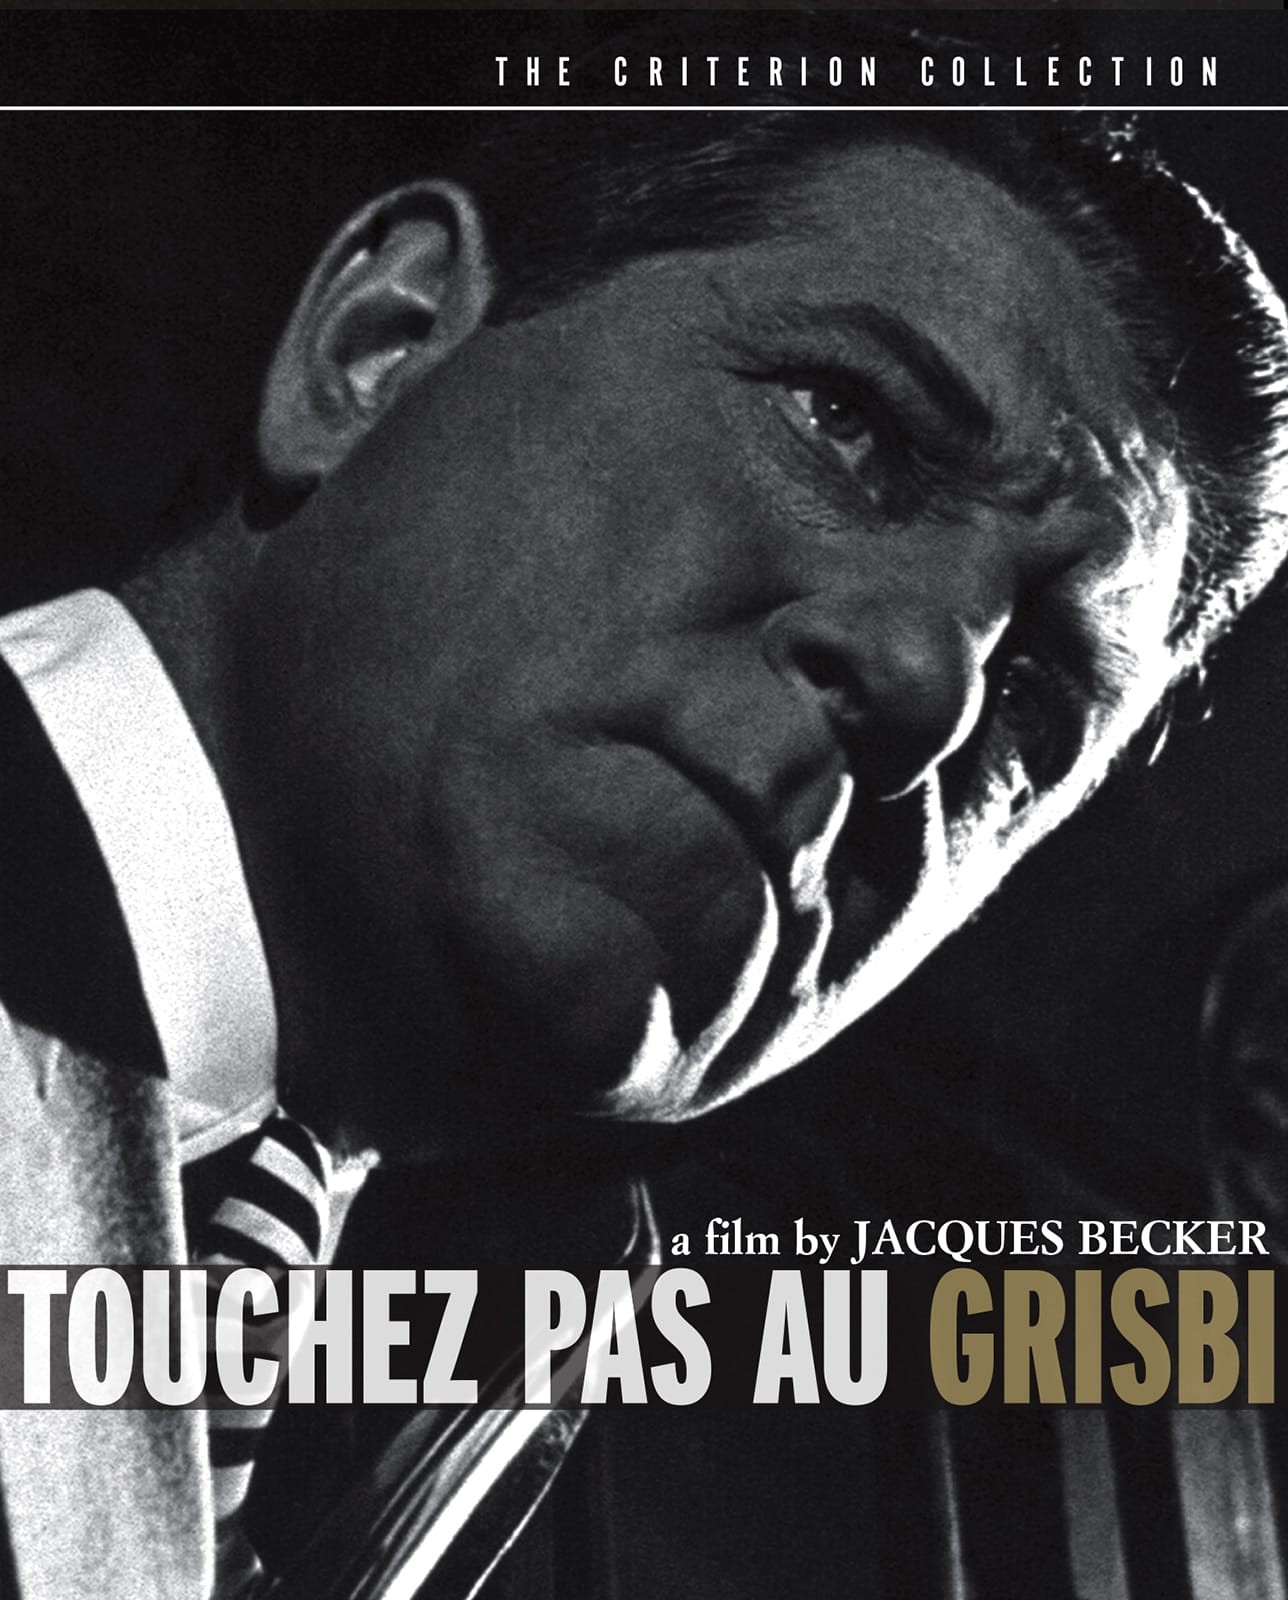 THE CRITERION COLLECTION
a film by JACQUES BECKER
TOUCHEZ PAS AU GRISBI